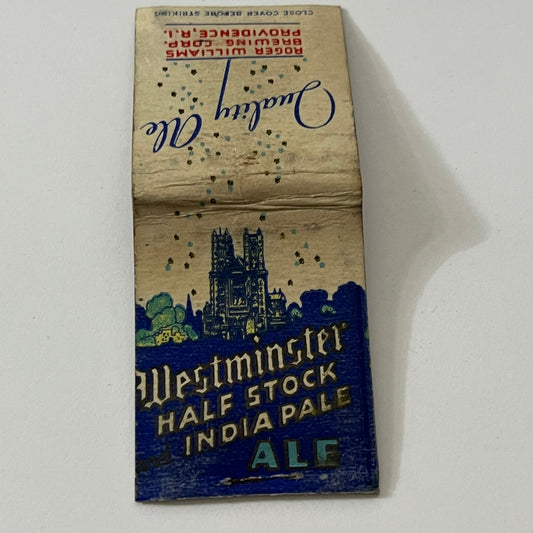 CLOSE COVER BEFORE STRIKING
ROGER WILLIAMS
BREWING CORP.
PROVIDENCE, R.I.
Quality Ale
Westminster
HALF STOCK
INDIA PALE
ALE